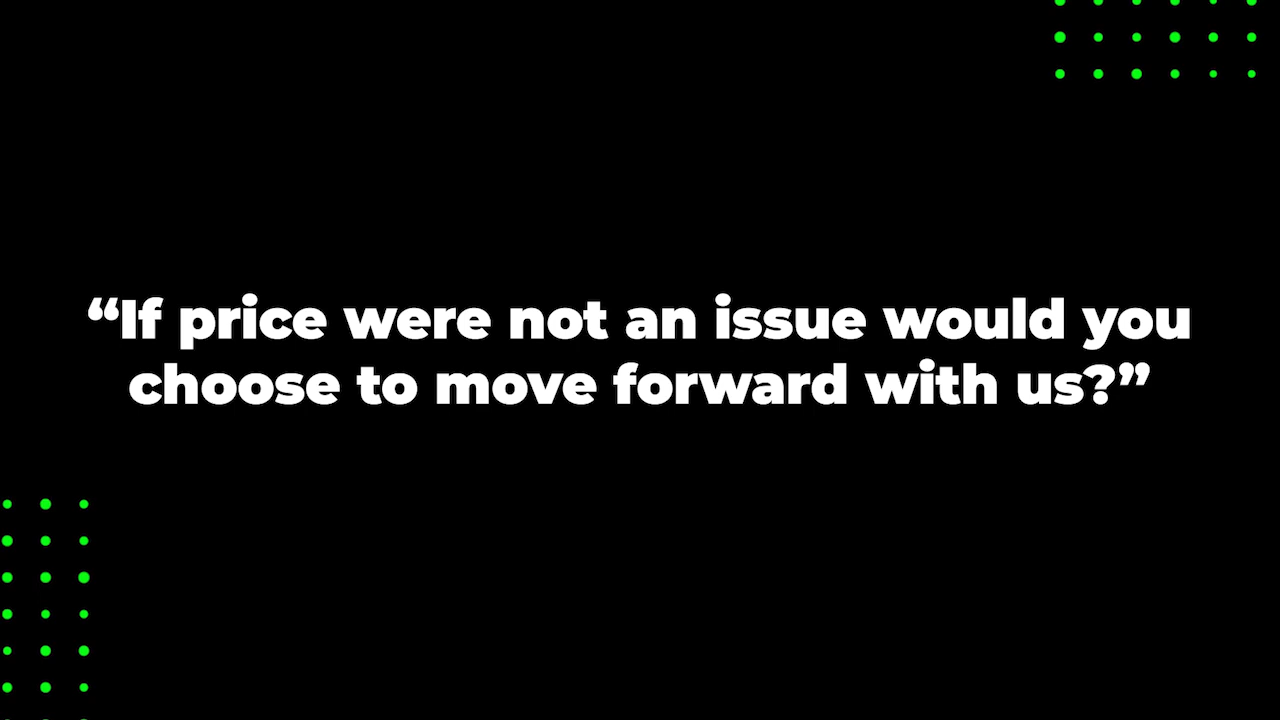 “If price were not an issue would you
choose to move forward with us?”